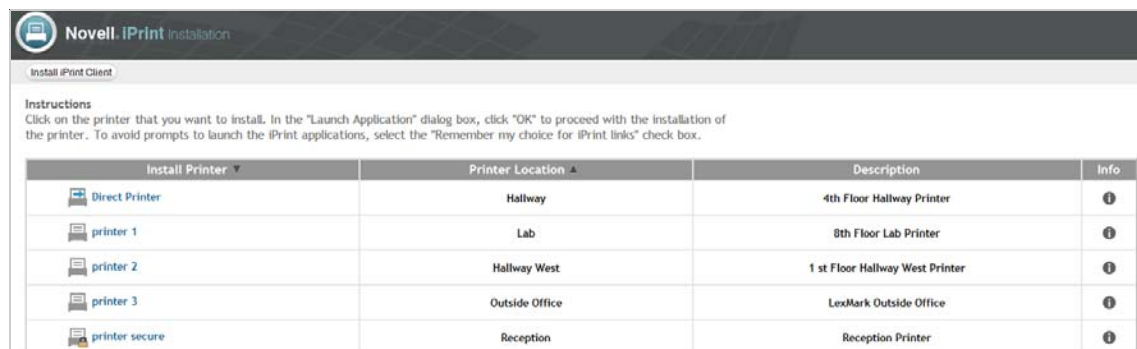 Novell. iPrint Installation
Install iPrint Client
Instructions
Click on the printer that you want to install. In the "Launch Application" dialog box, click "OK" to proceed with the installation of
the printer. To avoid prompts to launch the iPrint applications, select the "Remember my choice for iPrint links" check box.
Install Printer ▼ Printer Location ▲ Description Info
Direct Printer Hallway 4th Floor Hallway Printer
printer 1 Lab 8th Floor Lab Printer
printer 2 Hallway West 1 st Floor Hallway West Printer
printer 3 Outside Office LexMark Outside Office
printer secure Reception Reception Printer